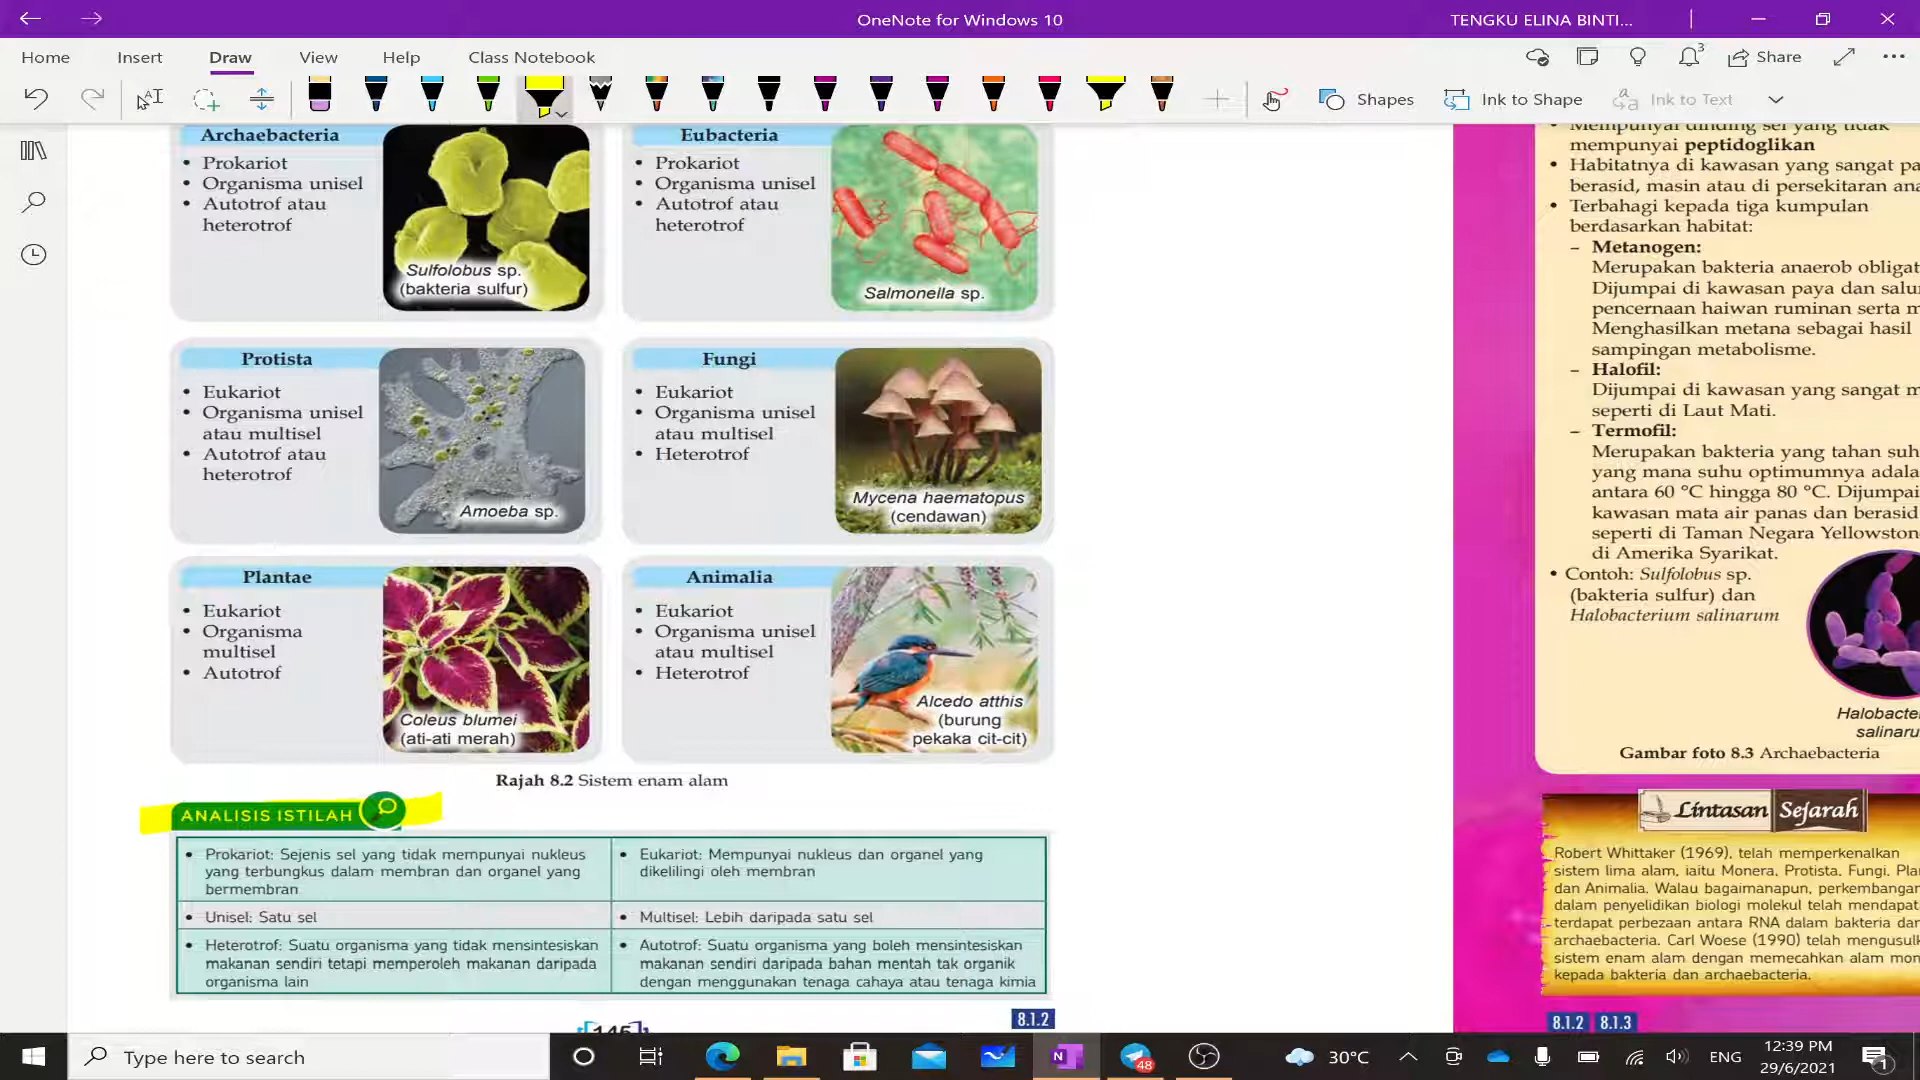 OneNote for Windows 10
TENGKU ELINA BINTI...
Home
Insert
Draw
View
Help
Class Notebook
3
Share
Shapes
Ink to Shape
Ink to Text
Archaebacteria
• Prokariot
• Organisma unisel
• Autotrof atau
heterotrof
Sulfolobus sp.
(bakteria sulfur)
Eubacteria
• Prokariot
• Organisma unisel
• Autotrof atau
heterotrof
Salmonella sp.
Protista
• Eukariot
• Organisma unisel
atau multisel
• Autotrof atau
heterotrof
Amoeba sp.
Fungi
• Eukariot
• Organisma unisel
atau multisel
• Heterotrof
Mycena haematopus
(cendawan)
Plantae
• Eukariot
• Organisma
multisel
• Autotrof
Coleus blumei
(ati-ati merah)
Animalia
• Eukariot
• Organisma unisel
atau multisel
• Heterotrof
Alcedo atthis
(burung
pekaka cit-cit)
Rajah 8.2 Sistem enam alam
ANALISIS ISTILAH
• Prokariot: Sejenis sel yang tidak mempunyai nukleus
yang terbungkus dalam membran dan organel yang
bermembran
• Eukariot: Mempunyai nukleus dan organel yang
dikelilingi oleh membran
• Unisel: Satu sel
• Multisel: Lebih daripada satu sel
• Heterotrof: Suatu organisma yang tidak mensintesiskan
makanan sendiri tetapi memperoleh makanan daripada
organisma lain
• Autotrof: Suatu organisma yang boleh mensintesiskan
makanan sendiri daripada bahan mentah tak organik
dengan menggunakan tenaga cahaya atau tenaga kimia
145
8.1.2
• Mempunyai dinding sel yang tidak
mempunyai peptidoglikan
• Habitatnya di kawasan yang sangat
berasid, masin atau di persekitaran
• Terbahagi kepada tiga kumpulan
berdasarkan habitat:
– Metanogen:
Merupakan bakteria anaerob obligat
Dijumpai di kawasan paya dan
pencernaan haiwan ruminan serta
Menghasilkan metana sebagai hasil
sampingan metabolisme.
– Halofil:
Dijumpai di kawasan yang sangat
seperti di Laut Mati.
– Termofil:
Merupakan bakteria yang tahan
yang mana suhu optimumnya
antara 60 °C hingga 80 °C. Dijumpai
kawasan mata air panas dan berasid
seperti di Taman Negara
di Amerika Syarikat.
• Contoh: Sulfolobus sp.
(bakteria sulfur) dan
Halobacterium salinarum
Gambar foto 8.3 Archaebacteria
Lintasan Sejarah
Robert Whittaker (1969), telah memperkenalkan
sistem lima alam, iaitu Monera, Protista, Fungi,
dan Animalia. Walau bagaimanapun, perkembangan
dalam penyelidikan biologi molekul telah mendapat
terdapat perbezaan antara RNA dalam bakteria
archaebacteria. Carl Woese (1990) telah
sistem enam alam dengan memecahkan alam
kepada bakteria dan archaebacteria.
8.1.2 8.1.3
Type here to search
48
30°C
ENG
12:39 PM
29/6/2021
1